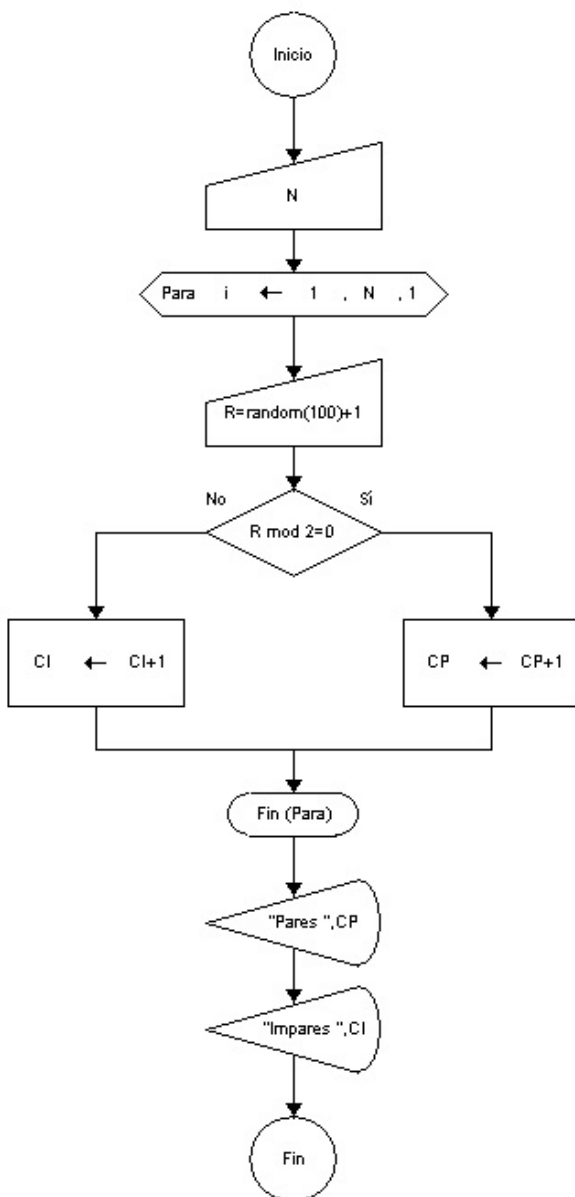 Inicio
N
Para i ← 1 , N , 1
R=random(100)+1
No
Sí
R mod 2=0
CI ← CI+1
CP ← CP+1
Fin (Para)
"Pares ",CP
"Impares ",CI
Fin